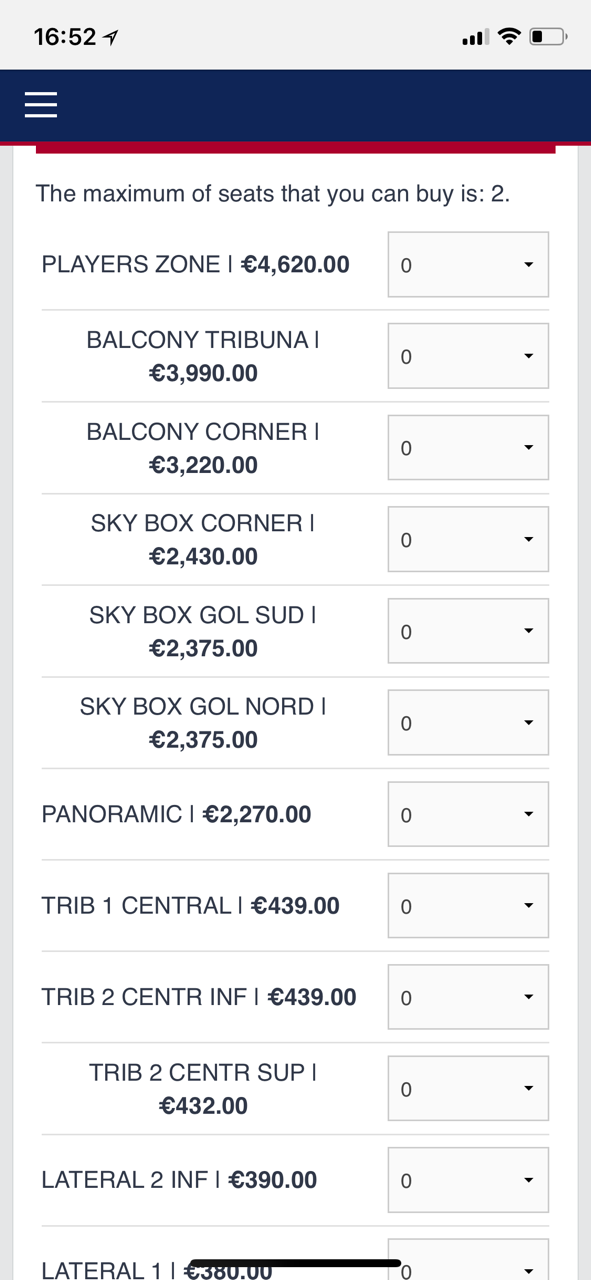 16:52
The maximum of seats that you can buy is: 2.
PLAYERS ZONE | €4,620.00
0
BALCONY TRIBUNA |
€3,990.00
0
BALCONY CORNER |
€3,220.00
0
SKY BOX CORNER |
€2,430.00
0
SKY BOX GOL SUD |
€2,375.00
0
SKY BOX GOL NORD |
€2,375.00
0
PANORAMIC | €2,270.00
0
TRIB 1 CENTRAL | €439.00
0
TRIB 2 CENTR INF | €439.00
0
TRIB 2 CENTR SUP |
€432.00
0
LATERAL 2 INF | €390.00
0
LATERAL 1 | €380.00
0